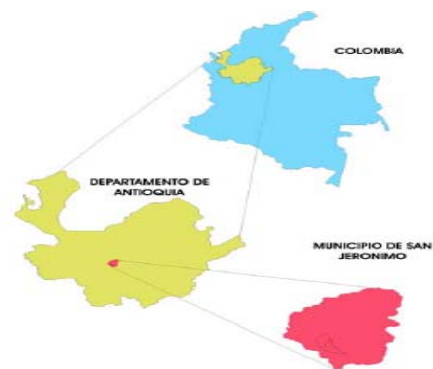 COLOMBIA
DEPARTAMENTO DE
ANTIOQUIA
MUNICIPIO DE SAN
JERONIMO